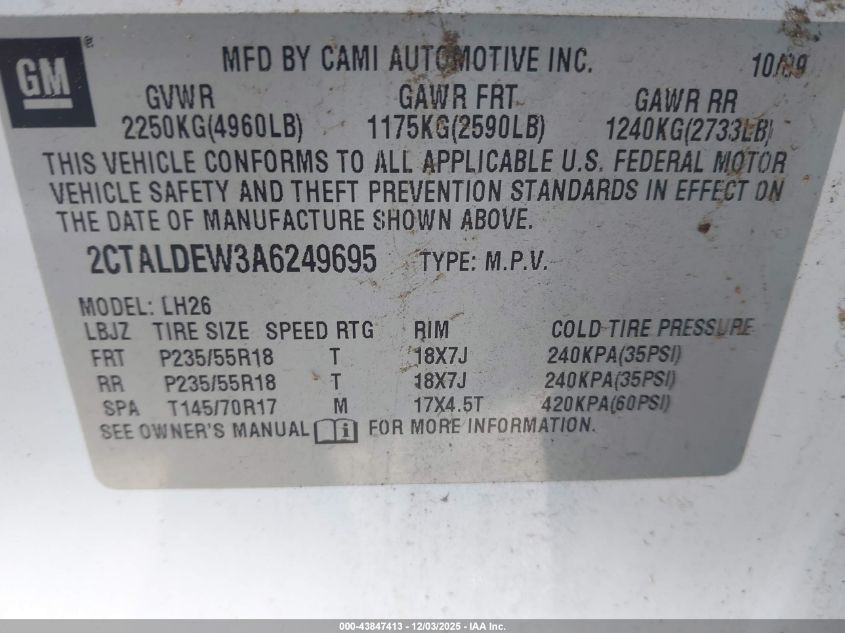 GM ®
MFD BY CAMI AUTOMOTIVE INC. 10/09
GVWR GAWR FRT GAWR RR
2250KG(4960LB) 1175KG(2590LB) 1240KG(2733LB)
THIS VEHICLE CONFORMS TO ALL APPLICABLE U.S. FEDERAL MOTOR
VEHICLE SAFETY AND THEFT PREVENTION STANDARDS IN EFFECT ON
THE DATE OF MANUFACTURE SHOWN ABOVE.
2CTALDEW3A6249695 TYPE: M.P.V.
MODEL: LH26
LBJZ TIRE SIZE SPEED RTG RIM COLD TIRE PRESSURE
FRT P235/55R18 T 18X7J 240KPA(35PSI)
RR P235/55R18 T 18X7J 240KPA(35PSI)
SPA T145/70R17 M 17X4.5T 420KPA(60PSI)
SEE OWNER'S MANUAL i FOR MORE INFORMATION.
000-43847413 - 12/03/2025 - IAA Inc.